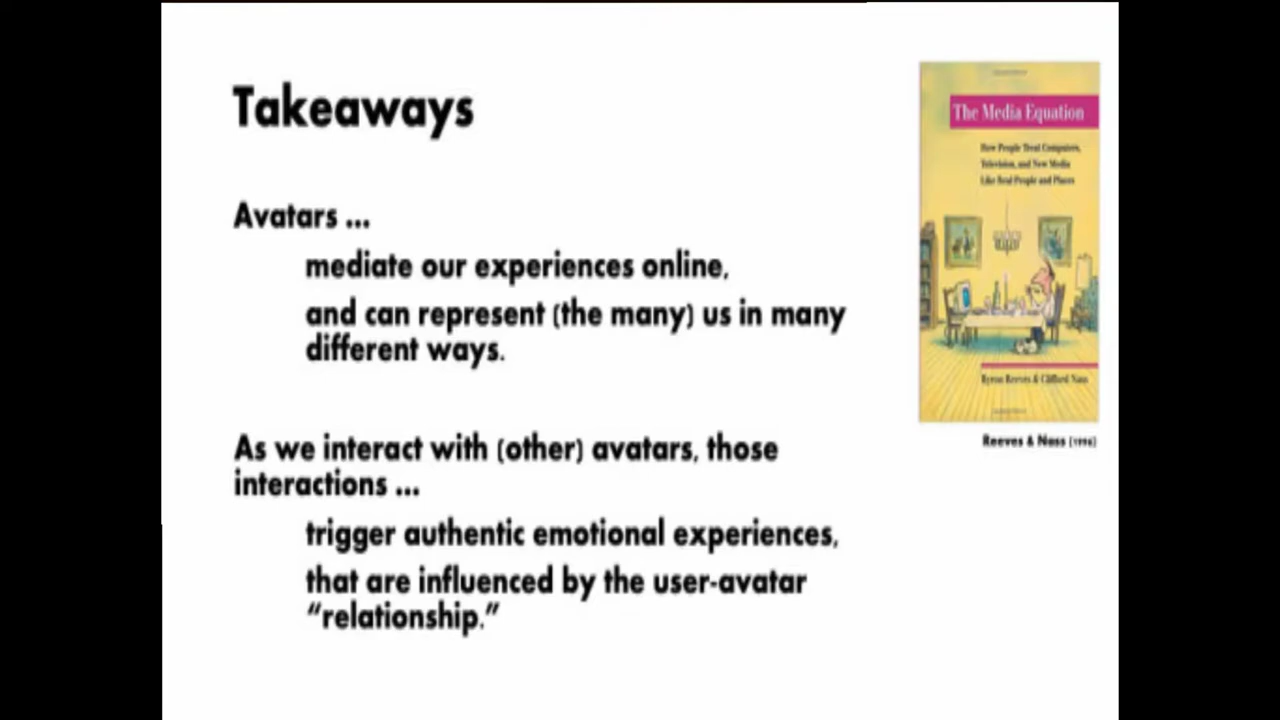 Takeaways
Avatars ...
mediate our experiences online,
and can represent (the many) us in many
different ways.
As we interact with (other) avatars, those
interactions ...
trigger authentic emotional experiences,
that are influenced by the user-avatar
“relationship.”
The Media Equation
How People Treat Computers,
Television, and New Media
Like Real People and Places
Byron Reeves & Clifford Nass
Reeves & Nass (1996)